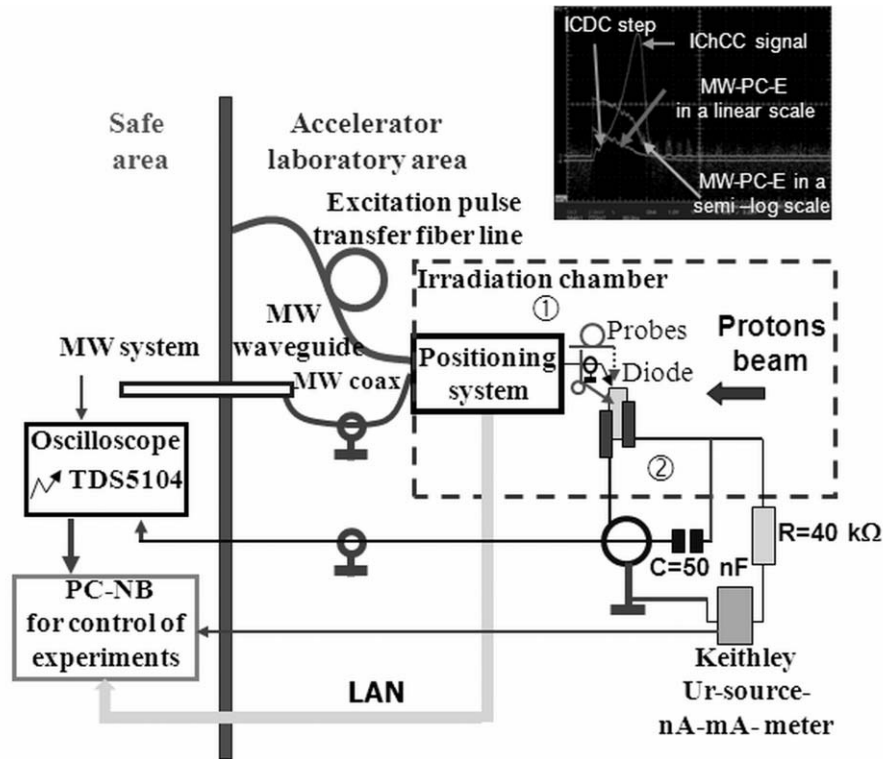 ICDC step
IChCC signal
MW-PC-E
in a linear scale
MW-PC-E in a
semi –log scale
Safe
area
Accelerator
laboratory area
Excitation pulse
transfer fiber line
Irradiation chamber
①
MW
waveguide
MW system
MW coax
Positioning
system
Probes
Diode
Protons
beam
Oscilloscope
TDS5104
②
R=40 kΩ
C=50 nF
PC-NB
for control of
experiments
Keithley
Ur-source-
nA-mA- meter
LAN